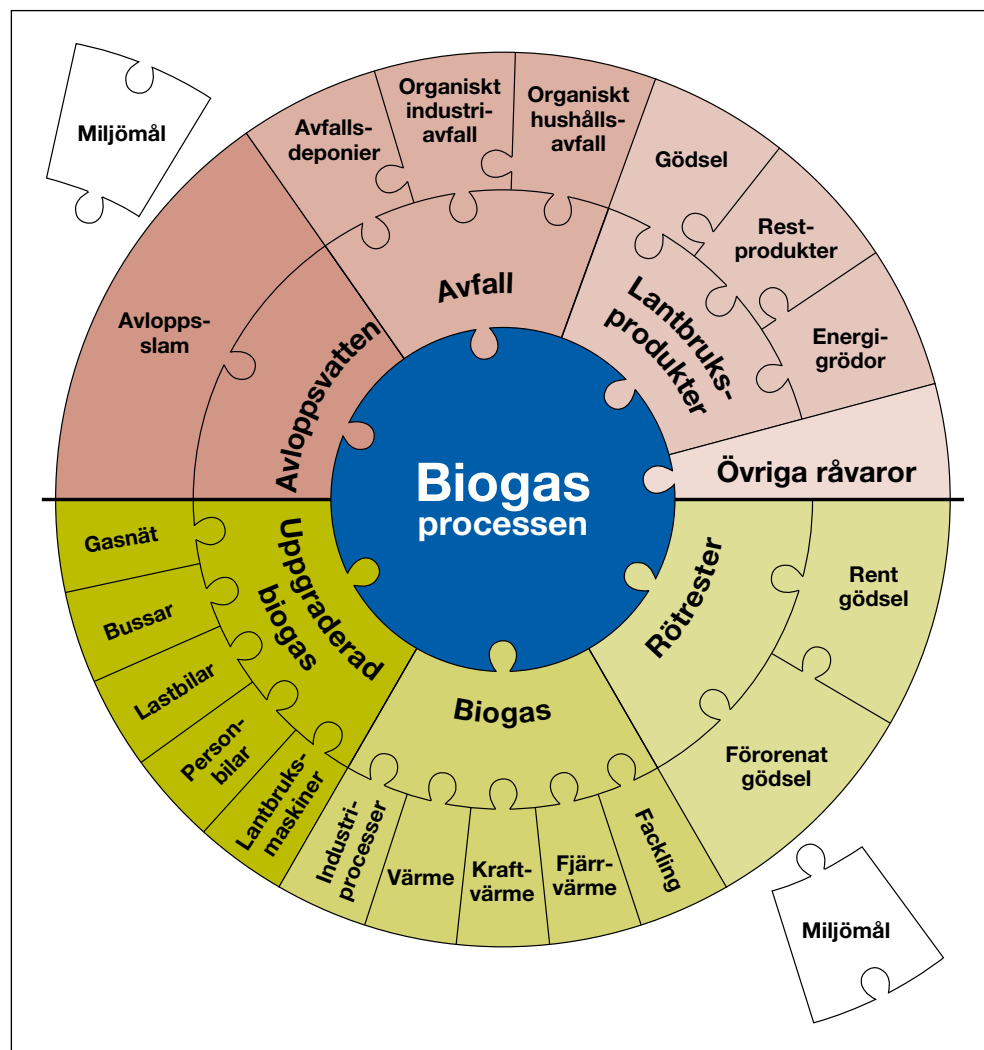 Miljömål
Avfalls-
deponier
Organiskt
industri-
avfall
Organiskt
hushålls-
avfall
Gödsel
Rest-
produkter
Energi-
grödor
Avlopps-
slam
Avloppsvatten
Avfall
Lantbruks-
produkter
Övriga råvaror
Biogas
processen
Gasnät
Bussar
Lastbilar
Person-
bilar
Lantbruks-
maskiner
Uppgraderad
biogas
Biogas
Rötrester
Rent
gödsel
Förorenat
gödsel
Industri-
processer
Värme
Kraft-
värme
Fjärr-
värme
Fackling
Miljömål